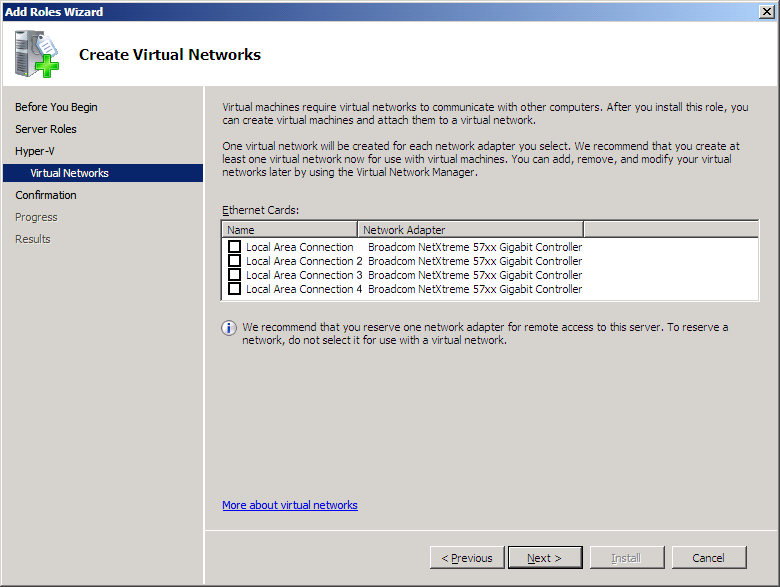 Add Roles Wizard
Create Virtual Networks
Before You Begin
Server Roles
Hyper-V
Virtual Networks
Confirmation
Progress
Results
Virtual machines require virtual networks to communicate with other computers. After you install this role, you
can create virtual machines and attach them to a virtual network.
One virtual network will be created for each network adapter you select. We recommend that you create at
least one virtual network now for use with virtual machines. You can add, remove, and modify your virtual
networks later by using the Virtual Network Manager.
Ethernet Cards:
Name Network Adapter
Local Area Connection Broadcom NetXtreme 57xx Gigabit Controller
Local Area Connection 2 Broadcom NetXtreme 57xx Gigabit Controller
Local Area Connection 3 Broadcom NetXtreme 57xx Gigabit Controller
Local Area Connection 4 Broadcom NetXtreme 57xx Gigabit Controller
We recommend that you reserve one network adapter for remote access to this server. To reserve a
network, do not select it for use with a virtual network.
More about virtual networks
< Previous Next > Install Cancel